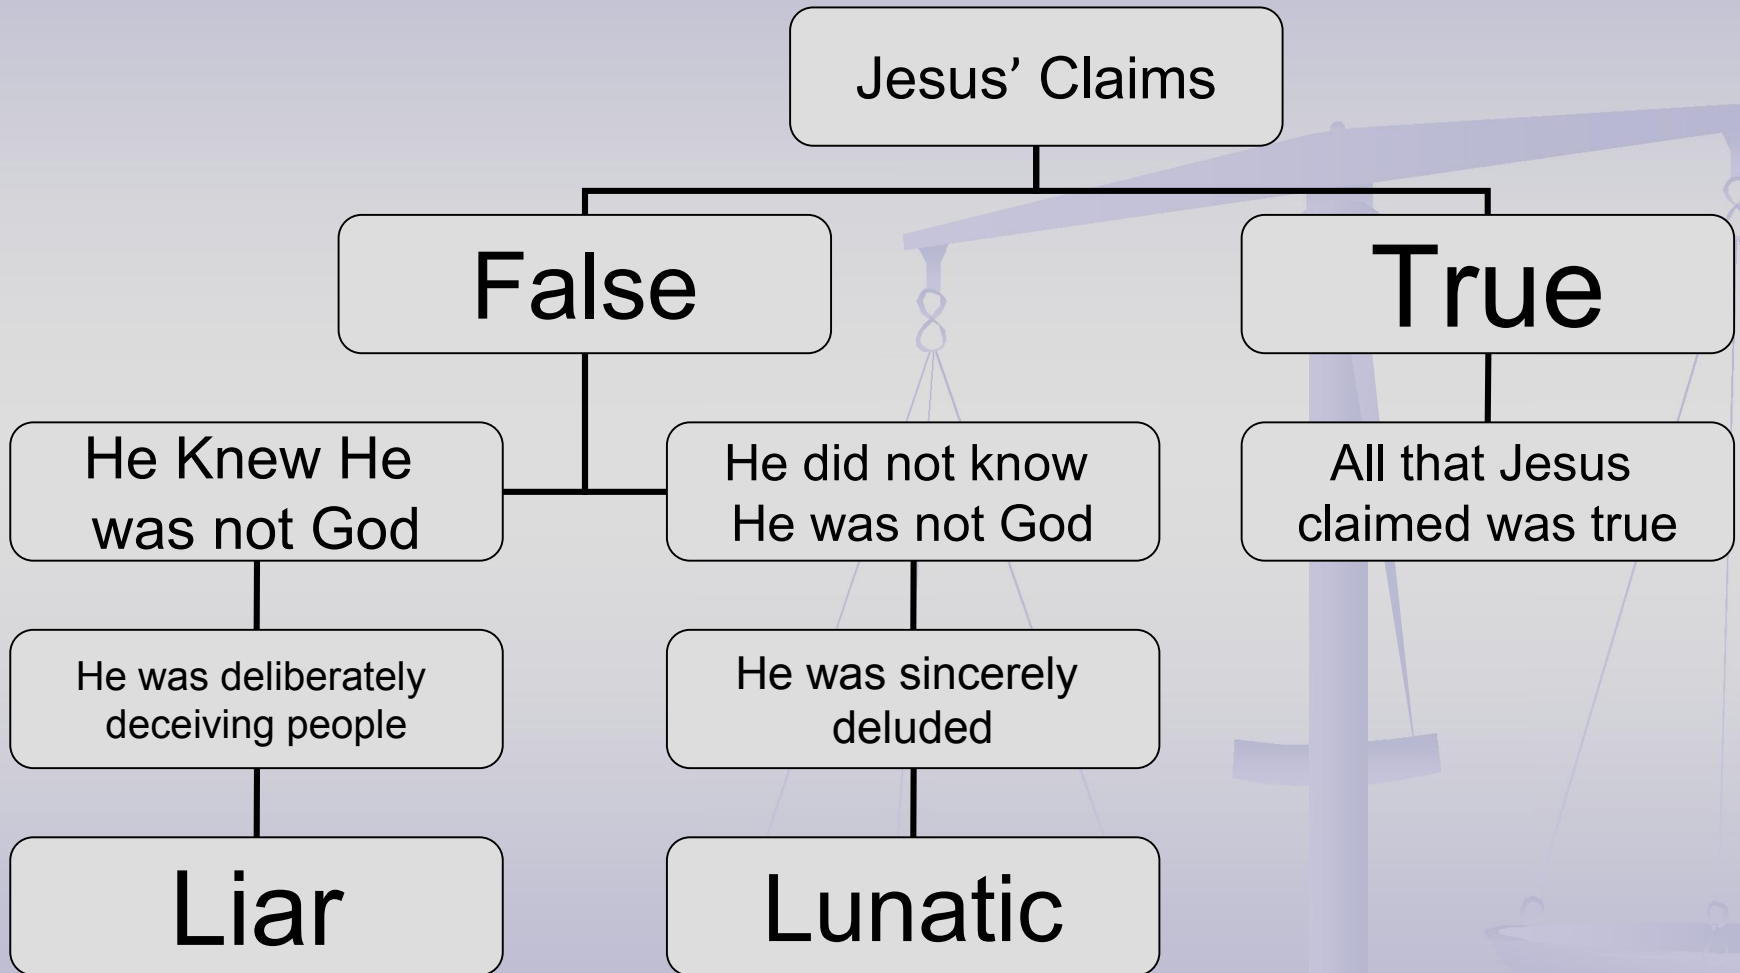 Jesus’ Claims
False
True
He Knew He
was not God
He did not know
He was not God
All that Jesus
claimed was true
He was deliberately
deceiving people
He was sincerely
deluded
Liar
Lunatic